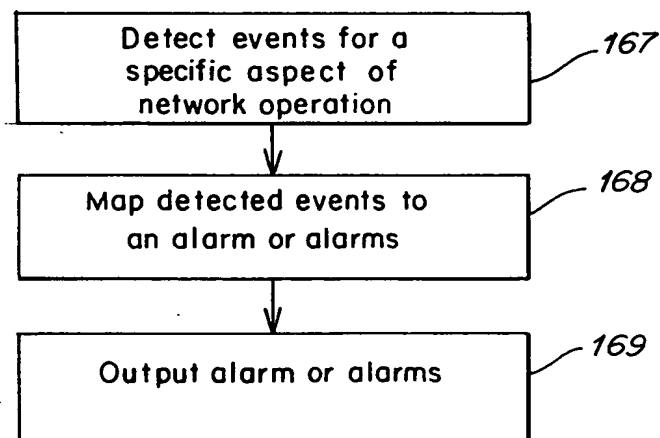 Detect events for a
specific aspect of
network operation
167
Map detected events to
an alarm or alarms
168
Output alarm or alarms
169